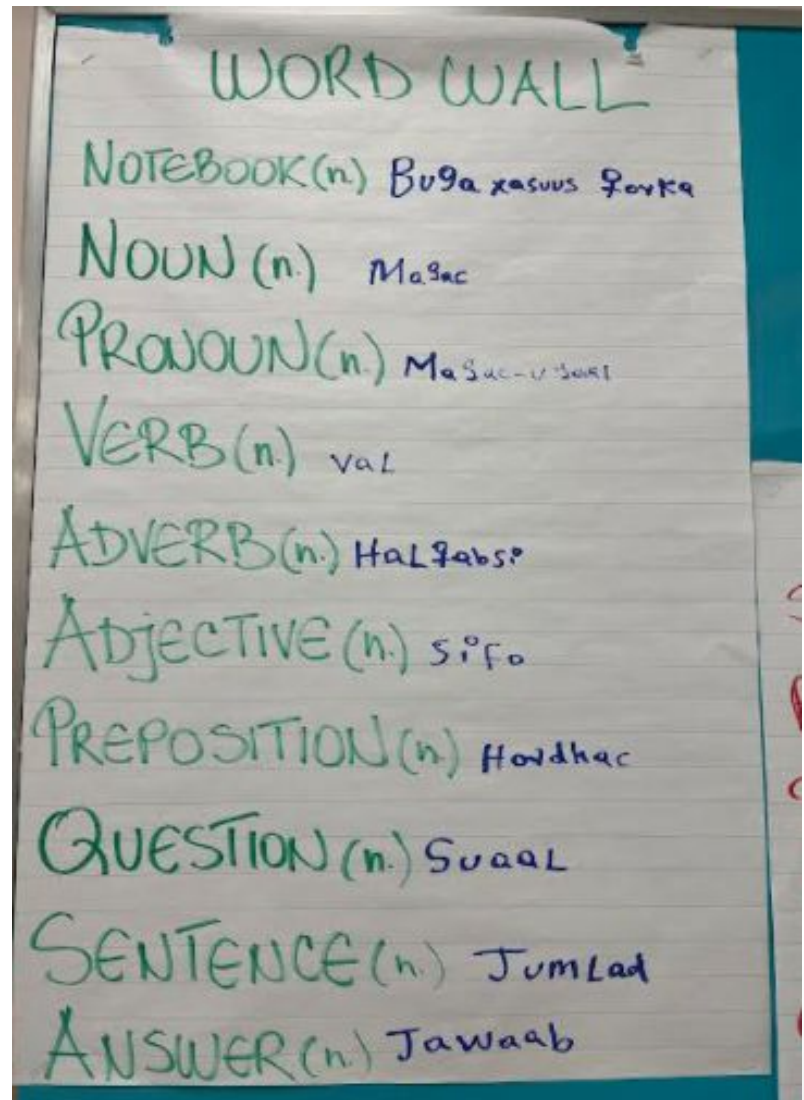 WORD WALL
NOTEBOOK (n.) Buga xasuus qorka
NOUN (n.) Magac
PRONOUN (n.) Magac-u
VERB (n.) val
ADVERB (n.) HaLqabsi
ADJECTIVE (n.) sifo
PREPOSITION (n.) Hordhac
QUESTION (n.) SuaaL
SENTENCE (n.) JumLad
ANSWER (n.) Jawaab